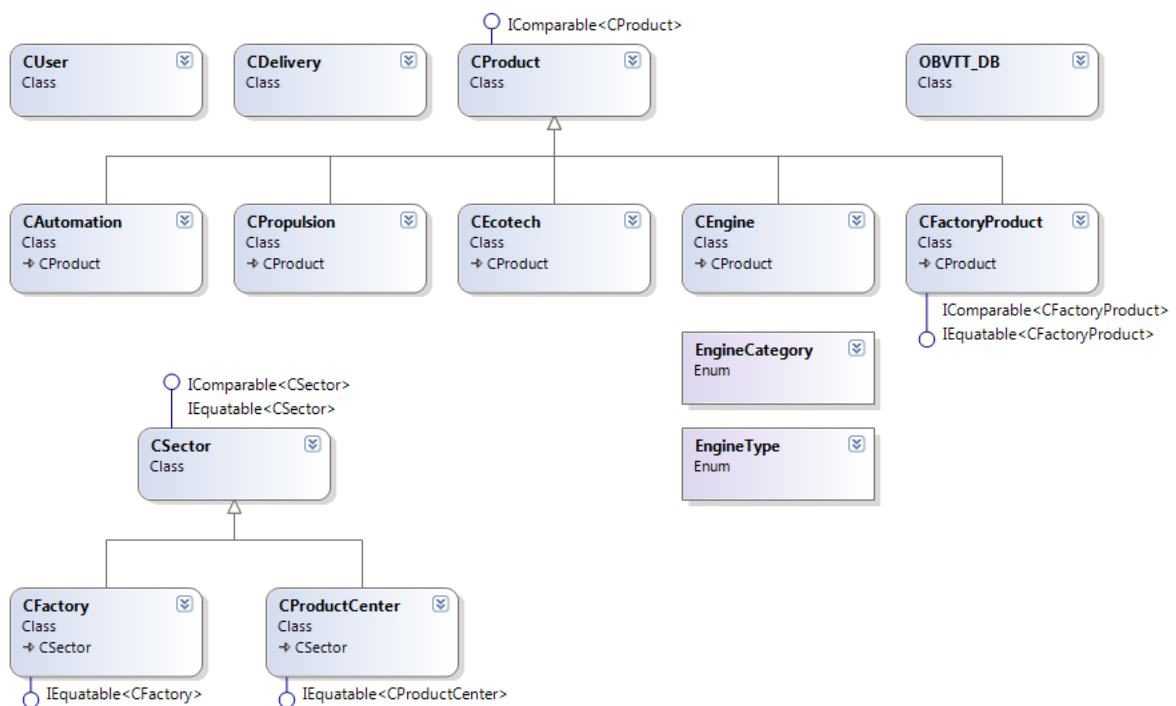 IComparable<CProduct>
CUser
Class
CDelivery
Class
CProduct
Class
OBVTT_DB
Class
CAutomation
Class
CProduct
CPropulsion
Class
CProduct
CEcotech
Class
CProduct
CEngine
Class
CProduct
CFactoryProduct
Class
CProduct
IComparable<CFactoryProduct>
IEquatable<CFactoryProduct>
EngineCategory
Enum
IComparable<CSector>
IEquatable<CSector>
CSector
Class
EngineType
Enum
CFactory
Class
CSector
IEquatable<CFactory>
CProductCenter
Class
CSector
IEquatable<CProductCenter>